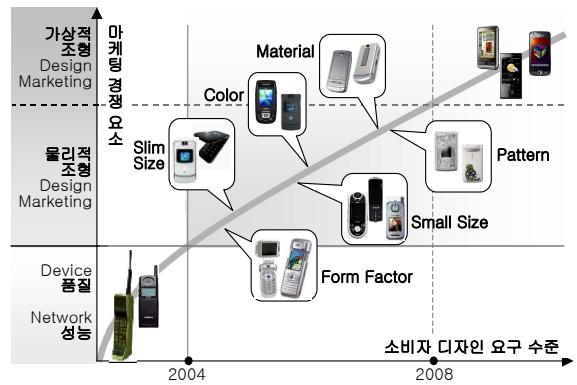 가상적
조형
Design
Marketing
마케팅 경쟁 요소
물리적
조형
Design
Marketing
Device
품질
Network
성능
Material
Color
Slim
Size
Pattern
Small Size
Form Factor
소비자 디자인 요구 수준
2004
2008